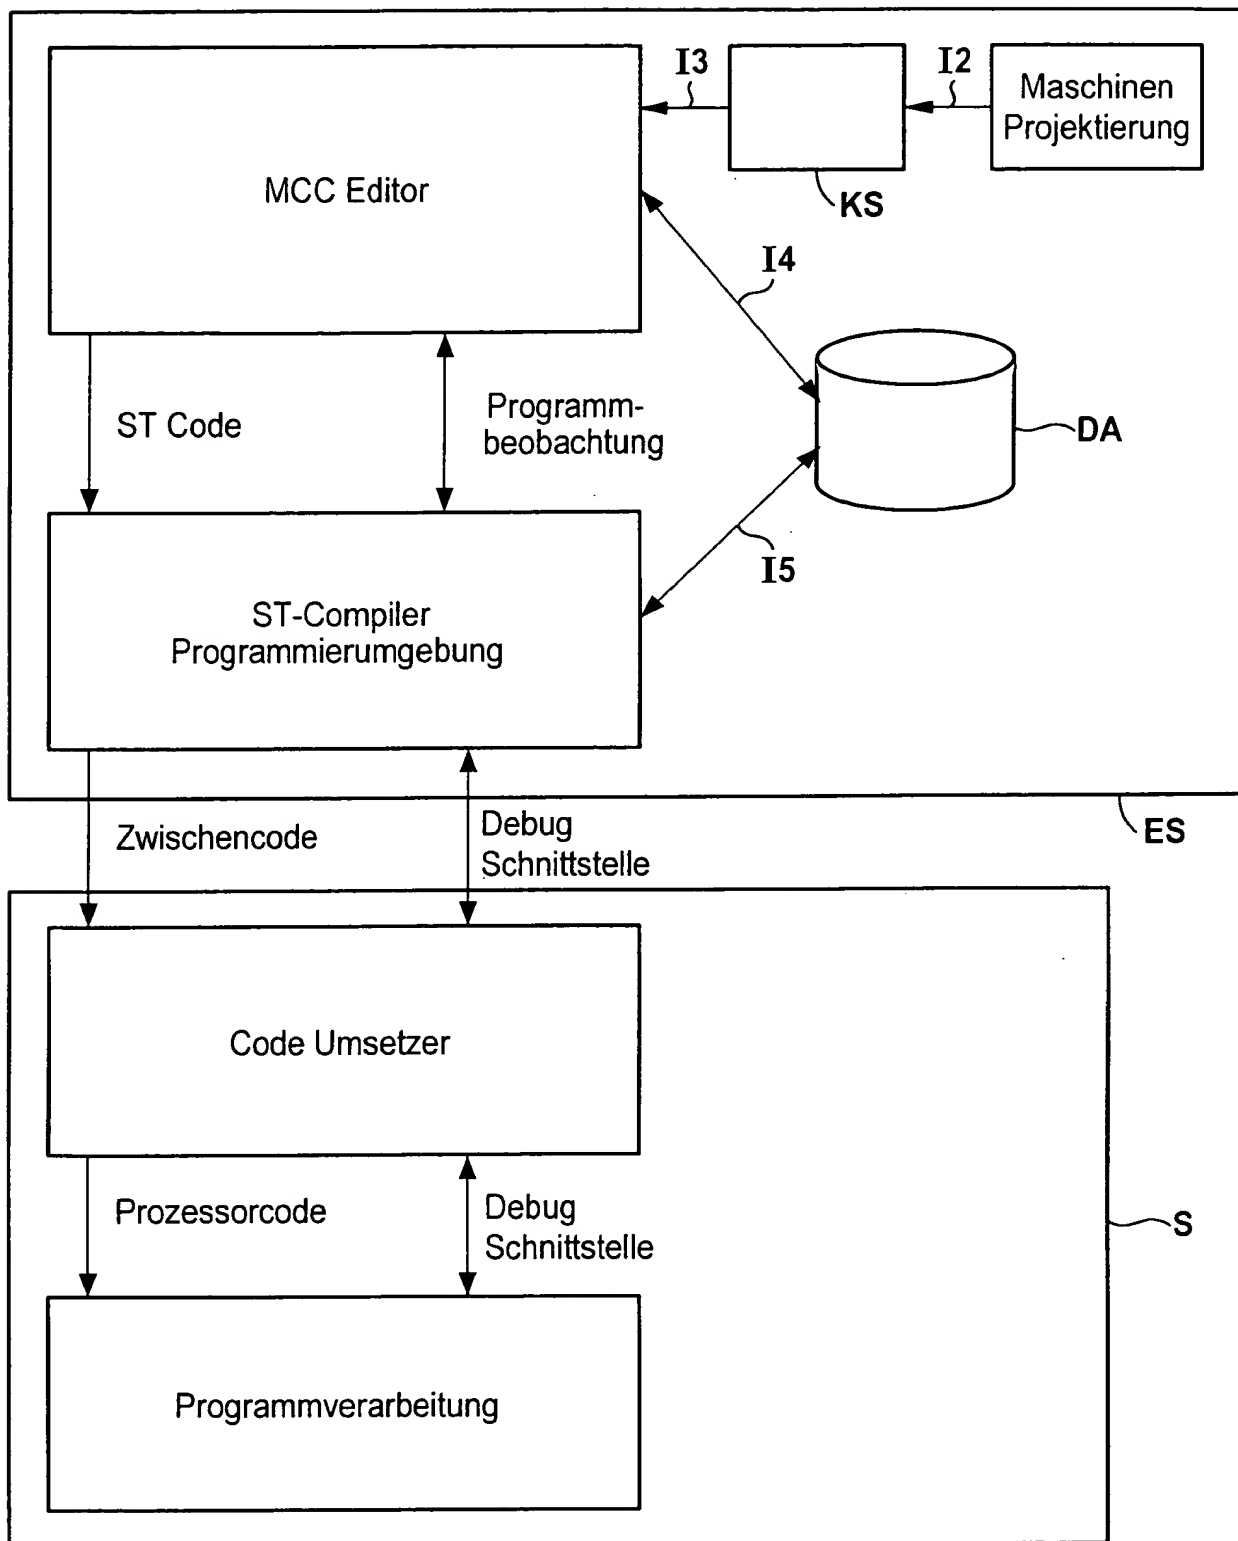 I3
I2
Maschinen
Projektierung
MCC Editor
KS
I4
DA
ST Code
Programm-
beobachtung
I5
ST-Compiler
Programmierumgebung
ES
Zwischencode
Debug
Schnittstelle
Code Umsetzer
Prozessorcode
Debug
Schnittstelle
S
Programmverarbeitung